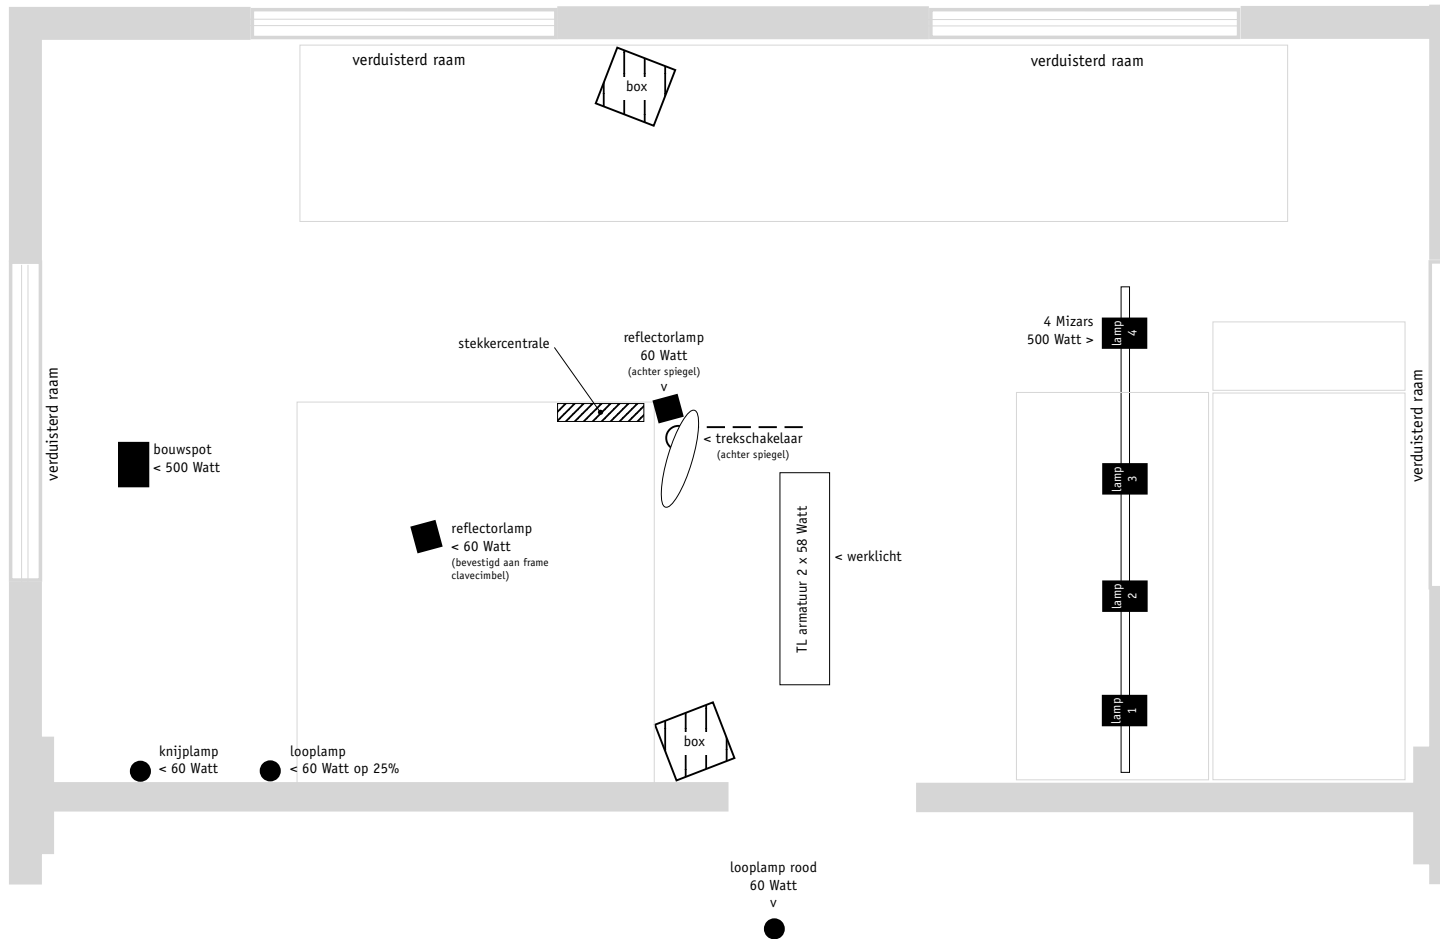 verduisterd raam
verduisterd raam
box
4 Mizars
500 Watt >
lamp
4
reflectorlamp
60 Watt
(achter spiegel)
v
stekkercentrale
verduisterd raam
verduisterd raam
< trekschakelaar
(achter spiegel)
bouwspot
< 500 Watt
lamp
3
reflectorlamp
< 60 Watt
(bevestigd aan frame
clavecimbel)
TL armatuur 2 x 58 Watt
< werklicht
lamp
2
lamp
1
box
knijplamp
< 60 Watt
looplamp
< 60 Watt op 25%
looplamp rood
60 Watt
v